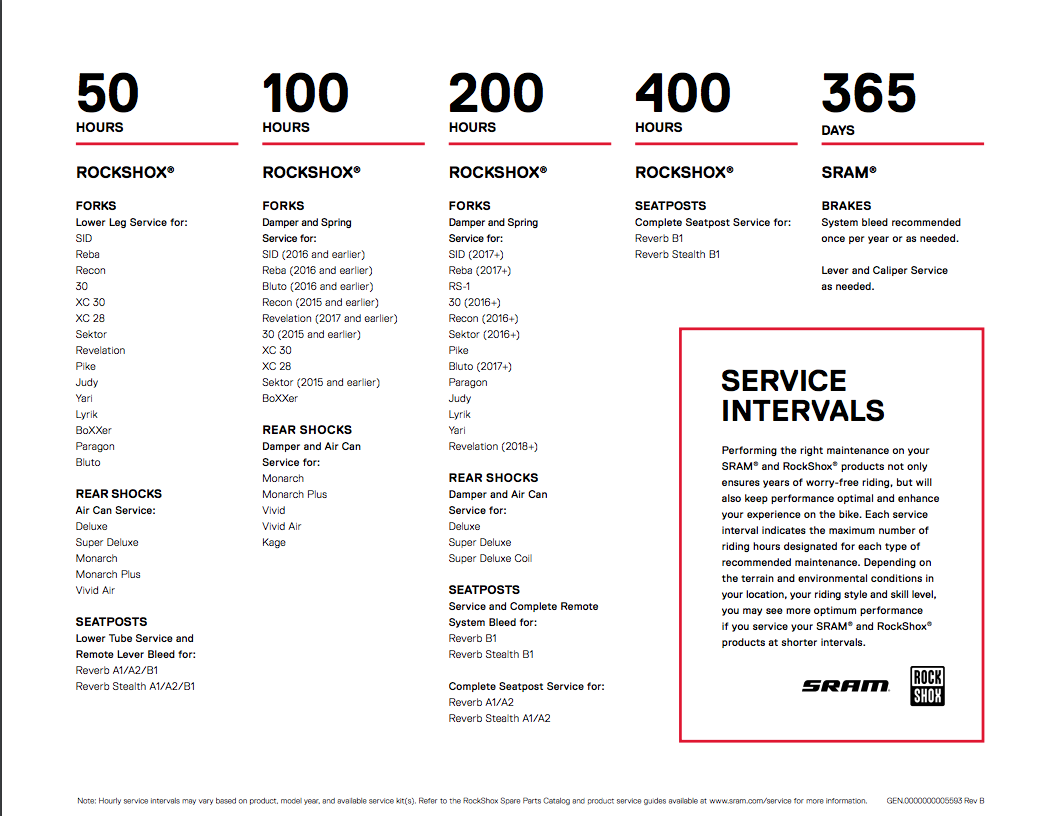 50
HOURS
ROCKSHOX®
FORKS
Lower Leg Service for:
SID
Reba
Recon
30
XC 30
XC 28
Sektor
Revelation
Pike
Judy
Yari
Lyrik
BoXXer
Paragon
Bluto
REAR SHOCKS
Air Can Service:
Deluxe
Super Deluxe
Monarch
Monarch Plus
Vivid Air
SEATPOSTS
Lower Tube Service and
Remote Lever Bleed for:
Reverb A1/A2/B1
Reverb Stealth A1/A2/B1
100
HOURS
ROCKSHOX®
FORKS
Damper and Spring
Service for:
SID (2016 and earlier)
Reba (2016 and earlier)
Bluto (2016 and earlier)
Recon (2015 and earlier)
Revelation (2017 and earlier)
30 (2015 and earlier)
XC 30
XC 28
Sektor (2015 and earlier)
BoXXer
REAR SHOCKS
Damper and Air Can
Service for:
Monarch
Monarch Plus
Vivid
Vivid Air
Kage
200
HOURS
ROCKSHOX®
FORKS
Damper and Spring
Service for:
SID (2017+)
Reba (2017+)
RS-1
30 (2016+)
Recon (2016+)
Sektor (2016+)
Pike
Bluto (2017+)
Paragon
Judy
Lyrik
Yari
Revelation (2018+)
REAR SHOCKS
Damper and Air Can
Service for:
Deluxe
Super Deluxe
Super Deluxe Coil
SEATPOSTS
Service and Complete Remote
System Bleed for:
Reverb B1
Reverb Stealth B1
Complete Seatpost Service for:
Reverb A1/A2
Reverb Stealth A1/A2
400
HOURS
ROCKSHOX®
SEATPOSTS
Complete Seatpost Service for:
Reverb B1
Reverb Stealth B1
365
DAYS
SRAM®
BRAKES
System bleed recommended
once per year or as needed.
Lever and Caliper Service
as needed.
SERVICE
INTERVALS
Performing the right maintenance on your
SRAM® and RockShox® products not only
ensures years of worry-free riding, but will
also keep performance optimal and enhance
your experience on the bike. Each service
interval indicates the maximum number of
riding hours designated for each type of
recommended maintenance. Depending on
the terrain and environmental conditions in
your location, your riding style and skill level,
you may see more optimum performance
if you service your SRAM® and RockShox®
products at shorter intervals.
SRAM
ROCK
SHOX
Note: Hourly service intervals may vary based on product, model year, and available service kit(s). Refer to the RockShox Spare Parts Catalog and product service guides available at www.sram.com/service for more information.
GEN.0000000005593 Rev B